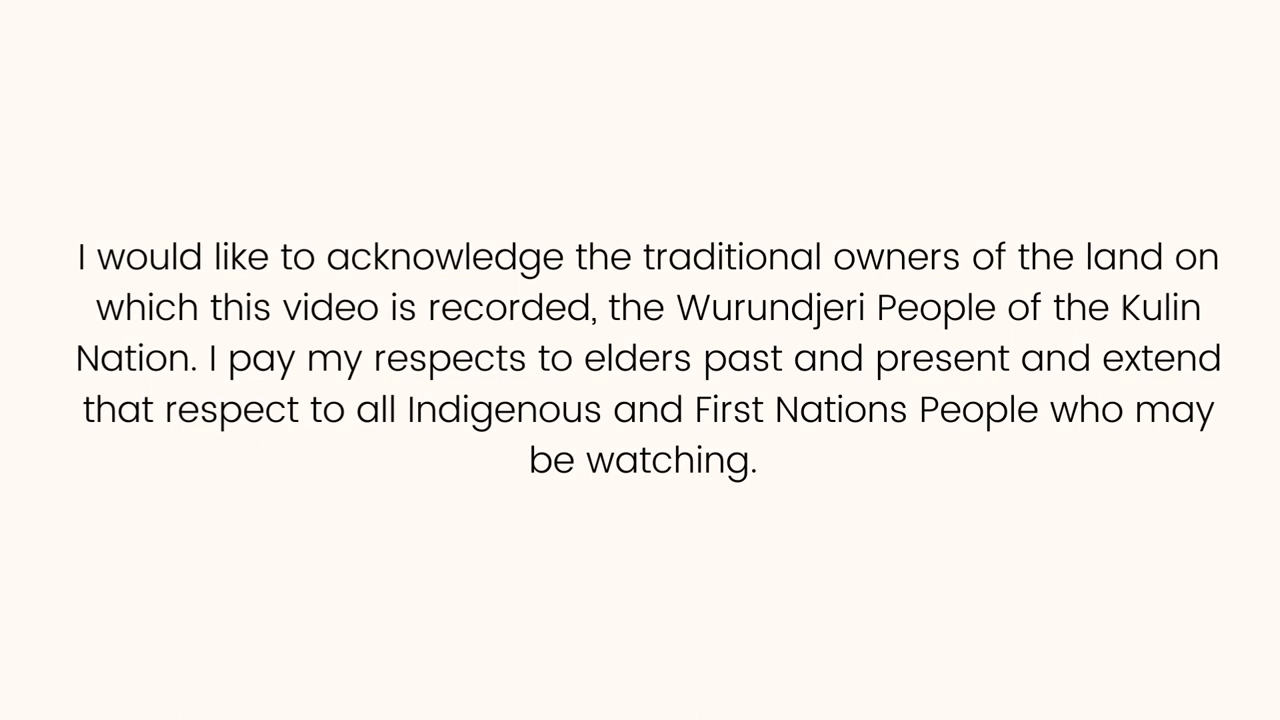 I would like to acknowledge the traditional owners of the land on
which this video is recorded, the Wurundjeri People of the Kulin
Nation. I pay my respects to elders past and present and extend
that respect to all Indigenous and First Nations People who may
be watching.